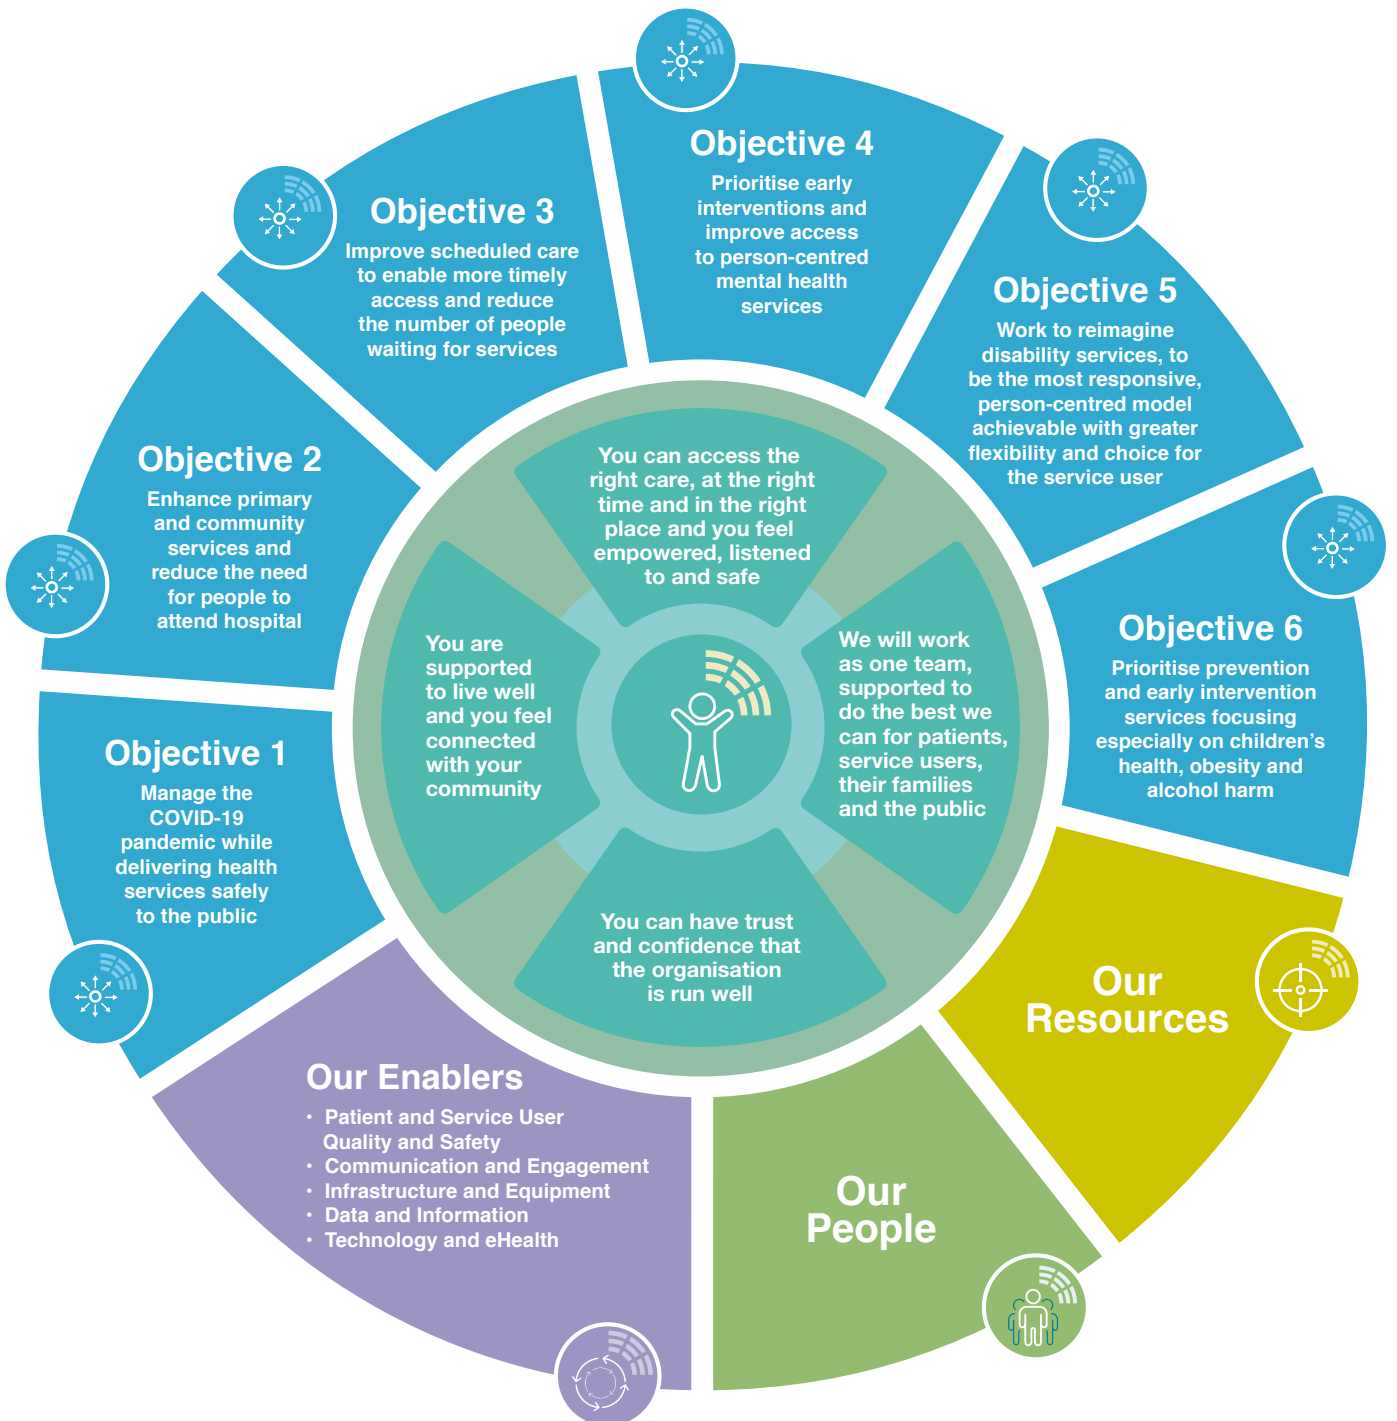 Objective 1
Manage the
COVID-19
pandemic while
delivering health
services safely
to the public
Objective 2
Enhance primary
and community
services and
reduce the need
for people to
attend hospital
Objective 3
Improve scheduled care
to enable more timely
access and reduce
the number of people
waiting for services
Objective 4
Prioritise early
interventions and
improve access
to person-centred
mental health
services
Objective 5
Work to reimagine
disability services, to
be the most responsive,
person-centred model
achievable with greater
flexibility and choice for
the service user
Objective 6
Prioritise prevention
and early intervention
services focusing
especially on children's
health, obesity and
alcohol harm
Our
Resources
Our
People
Our Enablers
• Patient and Service User
Quality and Safety
• Communication and Engagement
• Infrastructure and Equipment
• Data and Information
• Technology and eHealth
You can access the
right care, at the right
time and in the right
place and you feel
empowered, listened
to and safe
We will work
as one team,
supported to
do the best we
can for patients,
service users,
their families
and the public
You can have trust
and confidence that
the organisation
is run well
You are
supported
to live well
and you feel
connected
with your
community